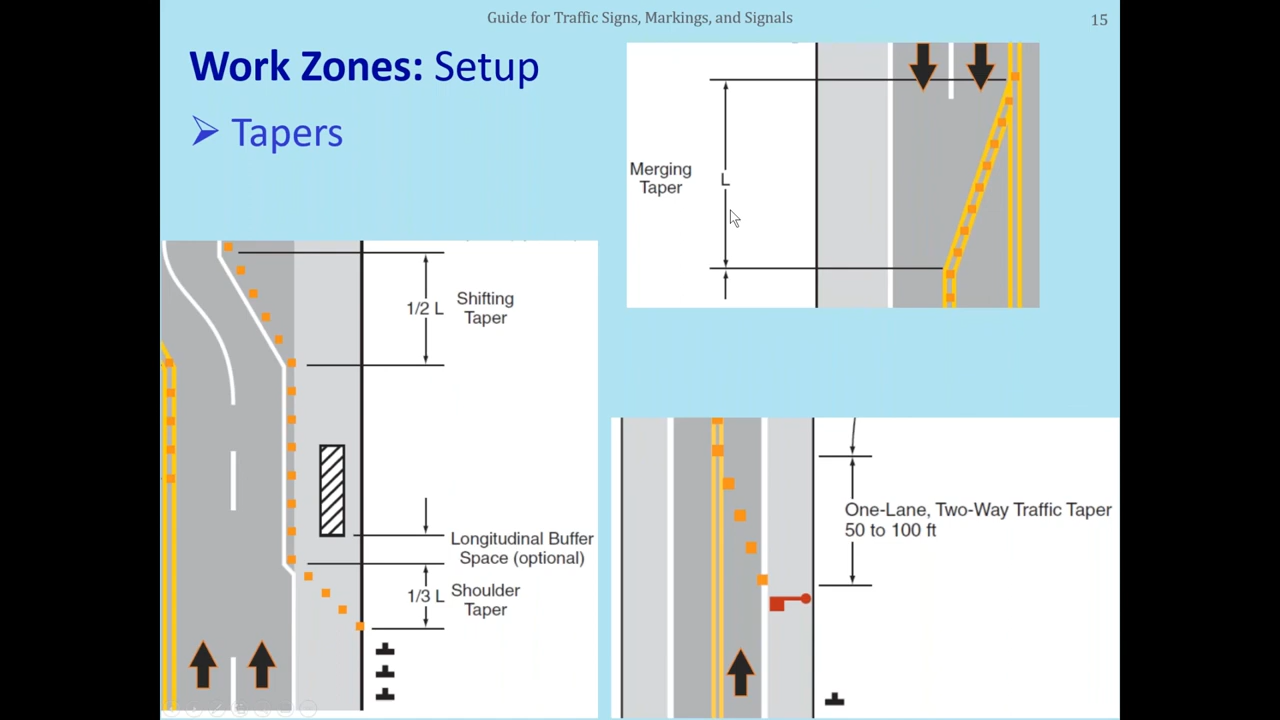 Guide for Traffic Signs, Markings, and Signals
15
Work Zones: Setup
➢ Tapers
Merging
Taper
L
1/2 L
Shifting
Taper
Longitudinal Buffer
Space (optional)
1/3 L
Shoulder
Taper
One-Lane, Two-Way Traffic Taper
50 to 100 ft